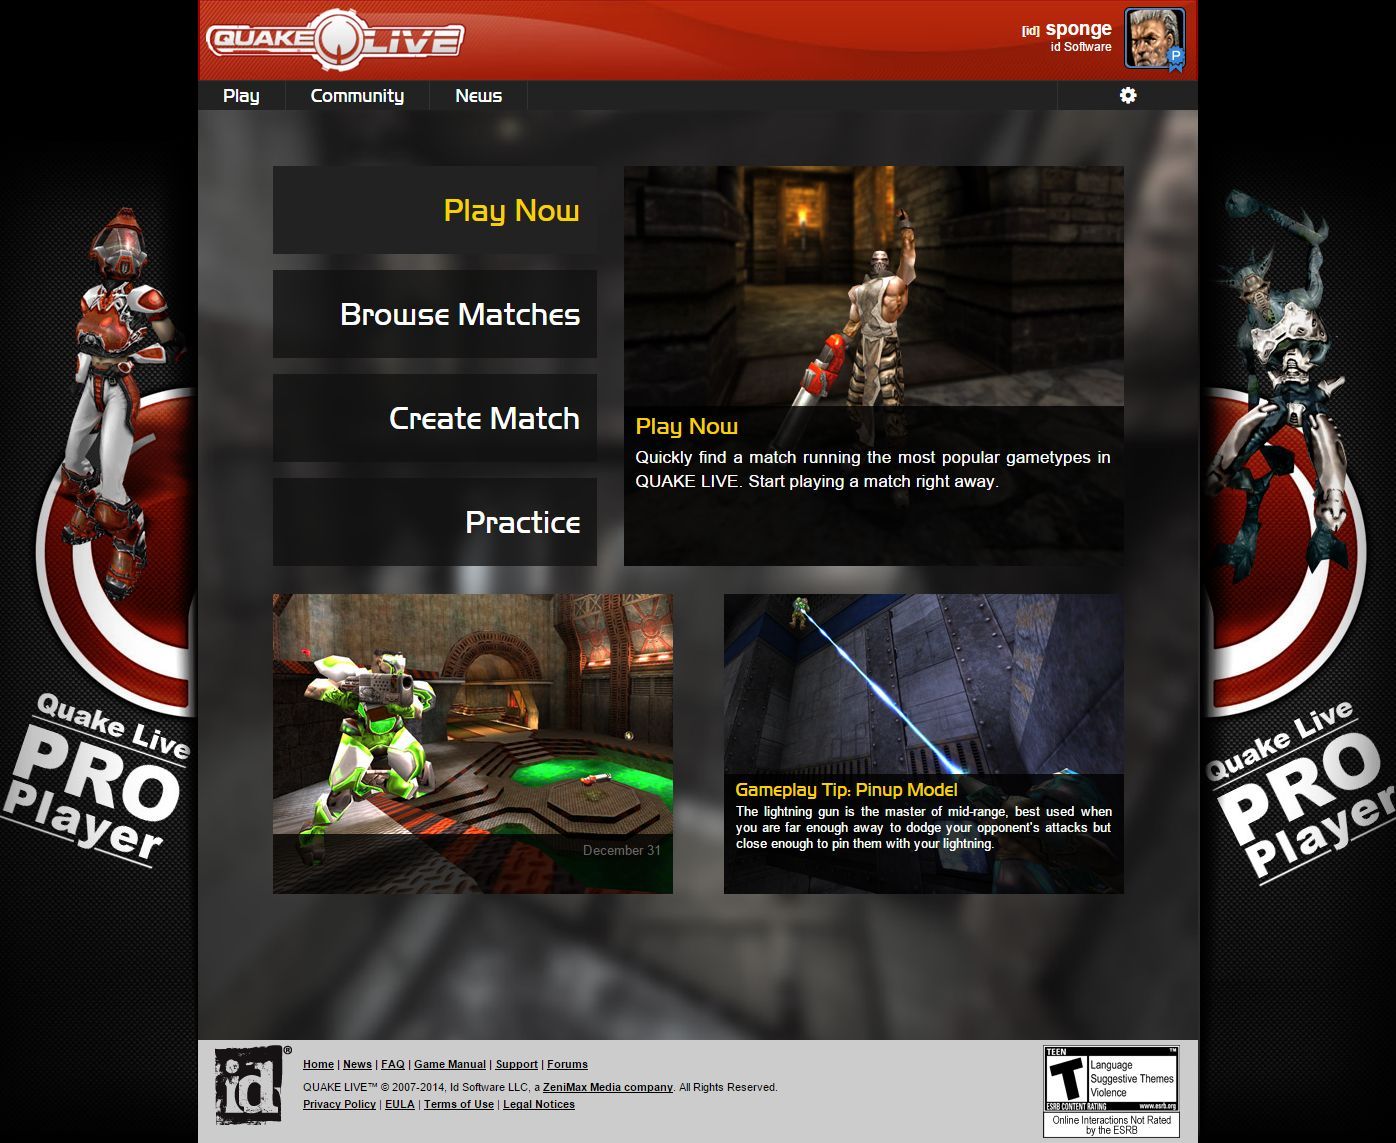 QUAKE LIVE
[id] sponge
id Software
P
Play
Community
News
Play Now
Browse Matches
Create Match
Practice
Play Now
Quickly find a match running the most popular gametypes in
QUAKE LIVE. Start playing a match right away.
December 31
Gameplay Tip: Pinup Model
The lightning gun is the master of mid-range, best used when
you are far enough away to dodge your opponent's attacks but
close enough to pin them with your lightning.
Quake Live
PRO
Player
Quake Live
PRO
Player
id®
Home | News | FAQ | Game Manual | Support | Forums
QUAKE LIVE™ © 2007-2014, Id Software LLC, a ZeniMax Media company. All Rights Reserved.
Privacy Policy | EULA | Terms of Use | Legal Notices
TEEN ™
T
Language
Suggestive Themes
Violence
ESRB CONTENT RATING www.esrb.org
Online Interactions Not Rated
by the ESRB